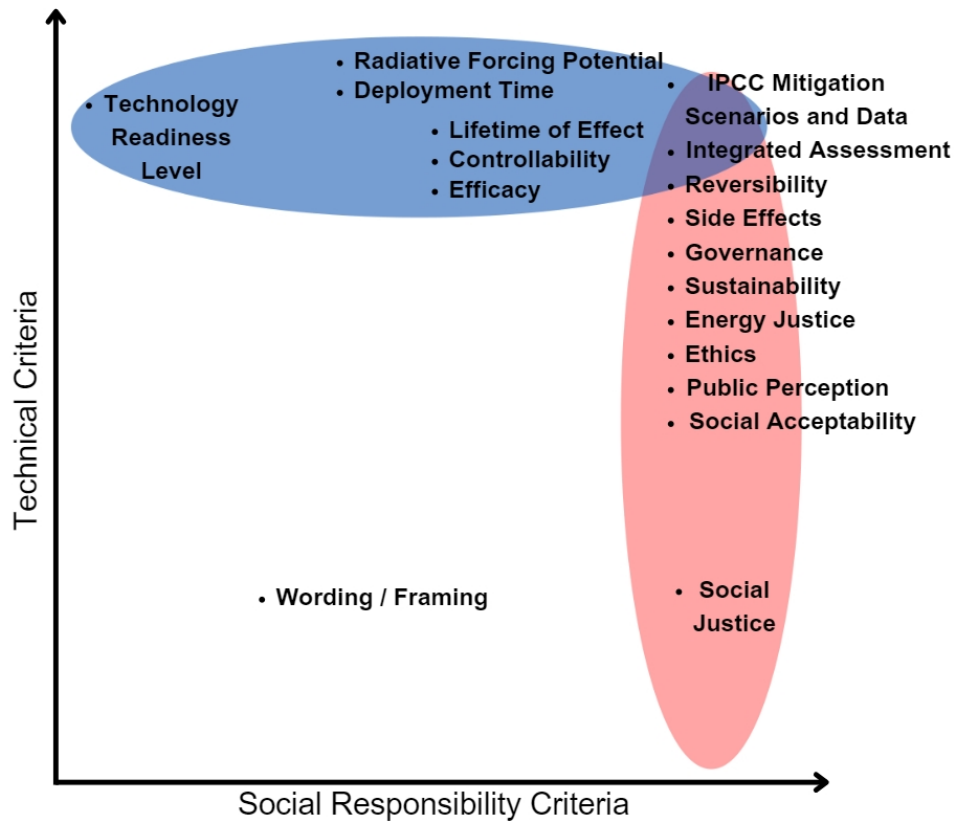 • Radiative Forcing Potential
• Deployment Time
• Technology
Readiness
Level
• Lifetime of Effect
• Controllability
• Efficacy
• IPCC Mitigation
Scenarios and Data
• Integrated Assessment
• Reversibility
• Side Effects
• Governance
• Sustainability
• Energy Justice
• Ethics
• Public Perception
• Social Acceptability
• Wording / Framing
• Social
Justice
Technical Criteria
Social Responsibility Criteria